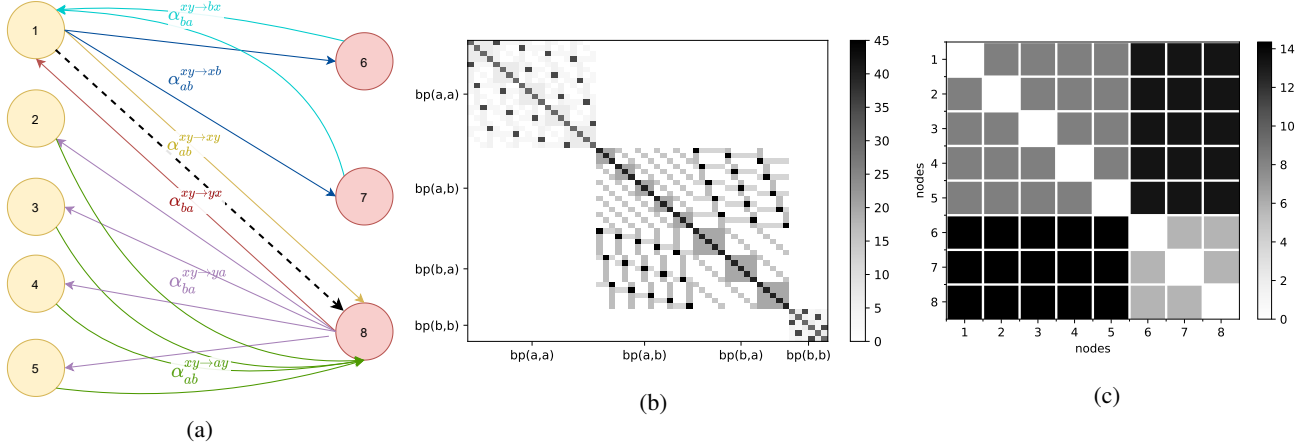 1
2
3
4
5
6
7
8
α_{ba}^{xy→bx}
α_{ab}^{xy→xb}
α_{ab}^{xy→xy}
α_{ba}^{xy→yx}
α_{ba}^{xy→ya}
α_{ab}^{xy→ay}
(a)
bp(a,a)
bp(a,b)
bp(b,a)
bp(b,b)
bp(a,a) bp(a,b) bp(b,a) bp(b,b)
45
40
35
30
25
20
15
10
5
0
(b)
nodes
1
2
3
4
5
6
7
8
1 2 3 4 5 6 7 8
nodes
14
12
10
8
6
4
2
0
(c)